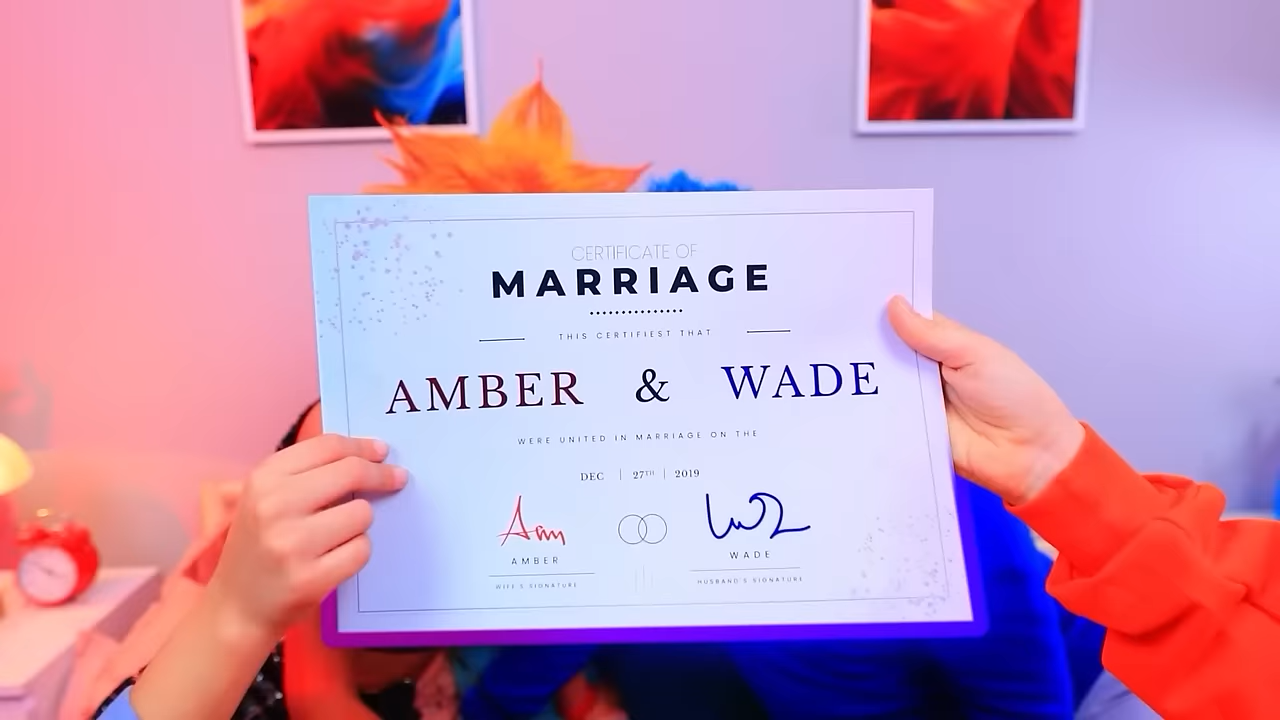 CERTIFICATE OF
MARRIAGE
THIS CERTIFIEST THAT
AMBER & WADE
WERE UNITED IN MARRIAGE ON THE
DEC | 27TH | 2019
AMBER WADE
WIFE'S SIGNATURE HUSBAND'S SIGNATURE